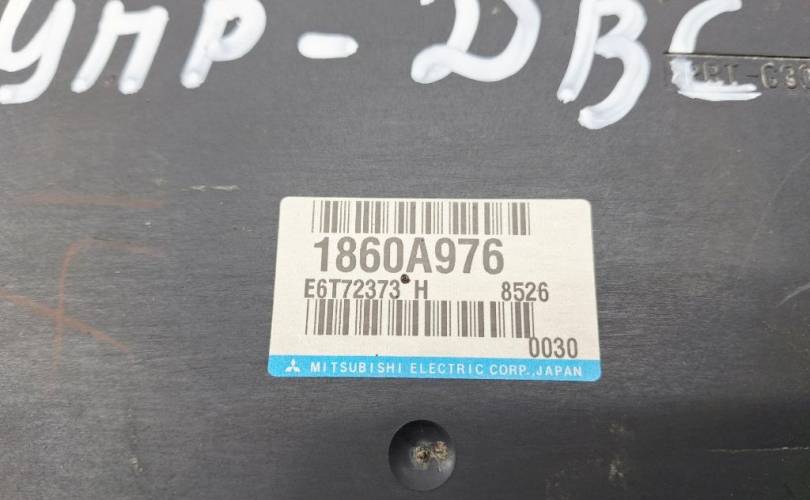 УПР-ДВС
1860A976
E6T72373 H 8526
0030
MITSUBISHI ELECTRIC CORP.,JAPAN